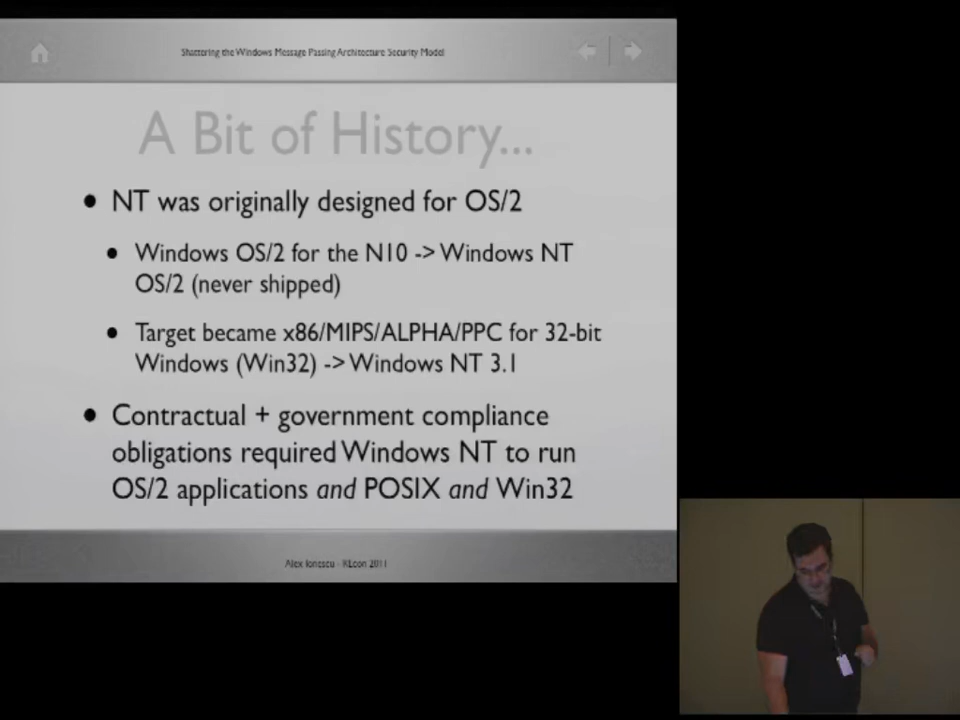 Shattering the Windows Message Passing Architecture Security Model
A Bit of History...
• NT was originally designed for OS/2
• Windows OS/2 for the N10 -> Windows NT
OS/2 (never shipped)
• Target became x86/MIPS/ALPHA/PPC for 32-bit
Windows (Win32) -> Windows NT 3.1
• Contractual + government compliance
obligations required Windows NT to run
OS/2 applications and POSIX and Win32
Alex Ionescu - 2011